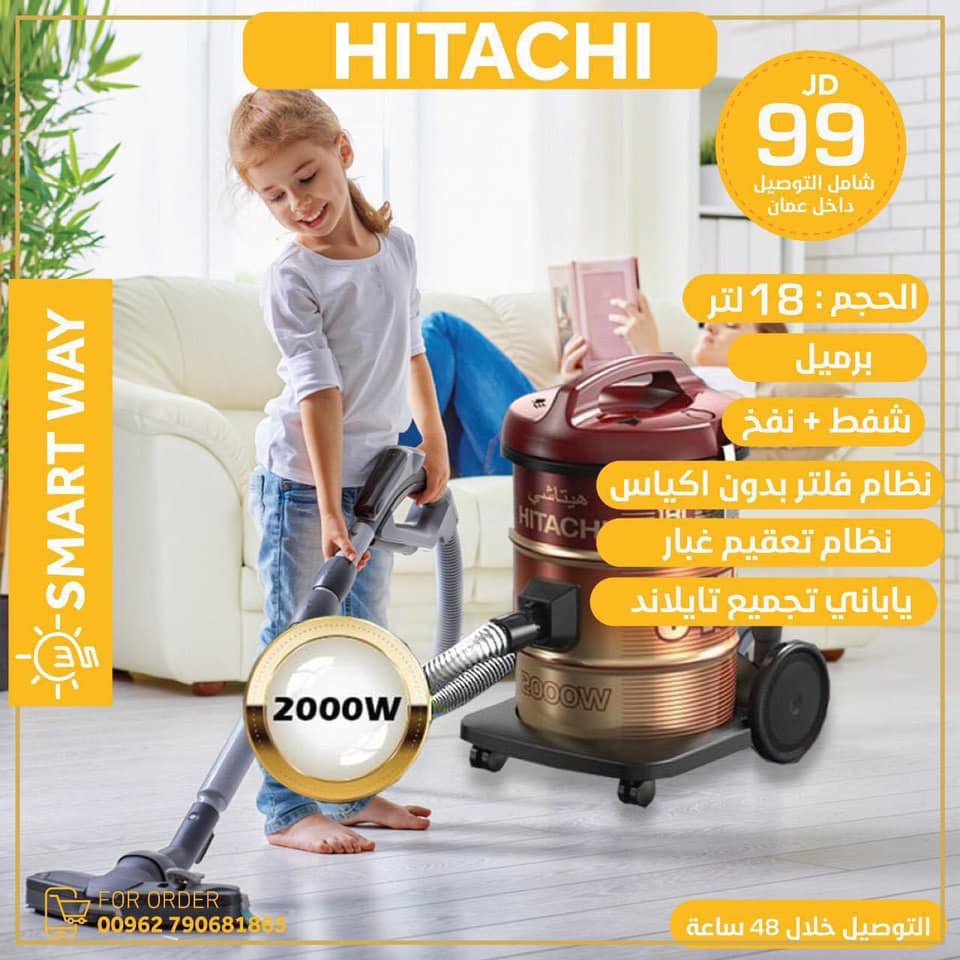 HITACHI
JD
99
شامل التوصيل
داخل عمان
SMART WAY
الحجم : 18 لتر
برميل
شفط + نفخ
نظام فلتر بدون اكياس
نظام تعقيم غبار
ياباني تجميع تايلاند
هيتاشي
HITACHI
18L
2000W
2000W
FOR ORDER
00962 790681865
التوصيل خلال 48 ساعة